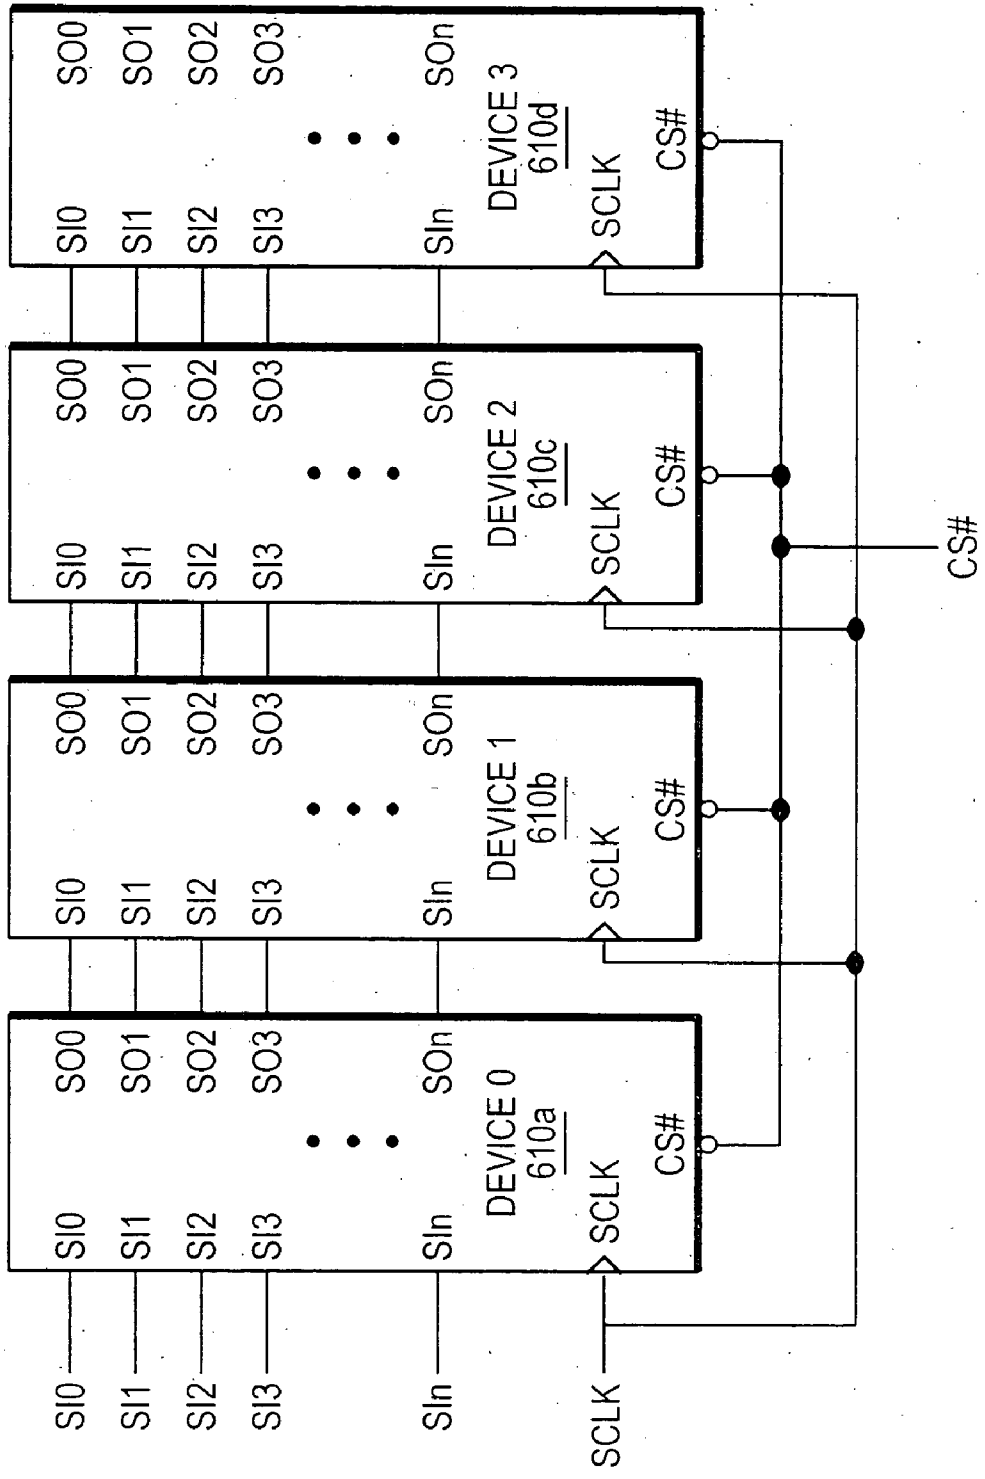 SI0
SI1
SI2
SI3
SIn
SCLK
SI0
SI1
SI2
SI3
SIn
SCLK
SO0
SO1
SO2
SO3
SOn
DEVICE 0
610a
CS#
SI0
SI1
SI2
SI3
SIn
SCLK
SO0
SO1
SO2
SO3
SOn
DEVICE 1
610b
CS#
SI0
SI1
SI2
SI3
SIn
SCLK
SO0
SO1
SO2
SO3
SOn
DEVICE 2
610c
CS#
SI0
SI1
SI2
SI3
SIn
SCLK
SO0
SO1
SO2
SO3
SOn
DEVICE 3
610d
CS#
CS#